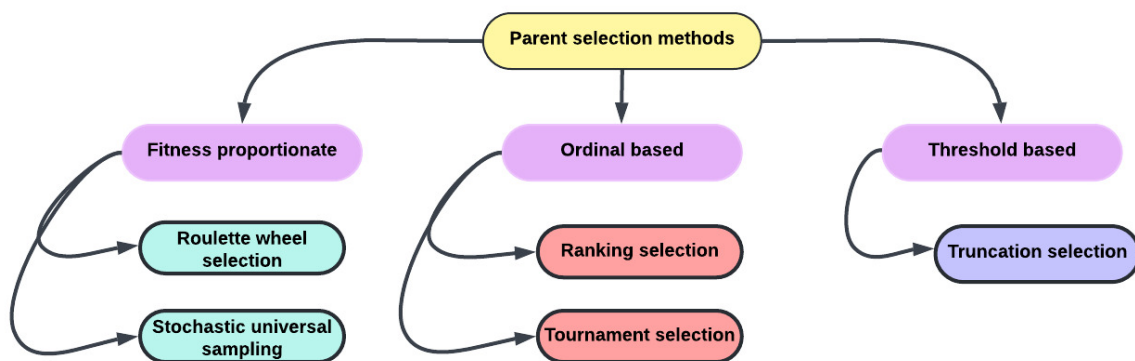 Parent selection methods
Fitness proportionate
Ordinal based
Threshold based
Roulette wheel
selection
Ranking selection
Truncation selection
Stochastic universal
sampling
Tournament selection